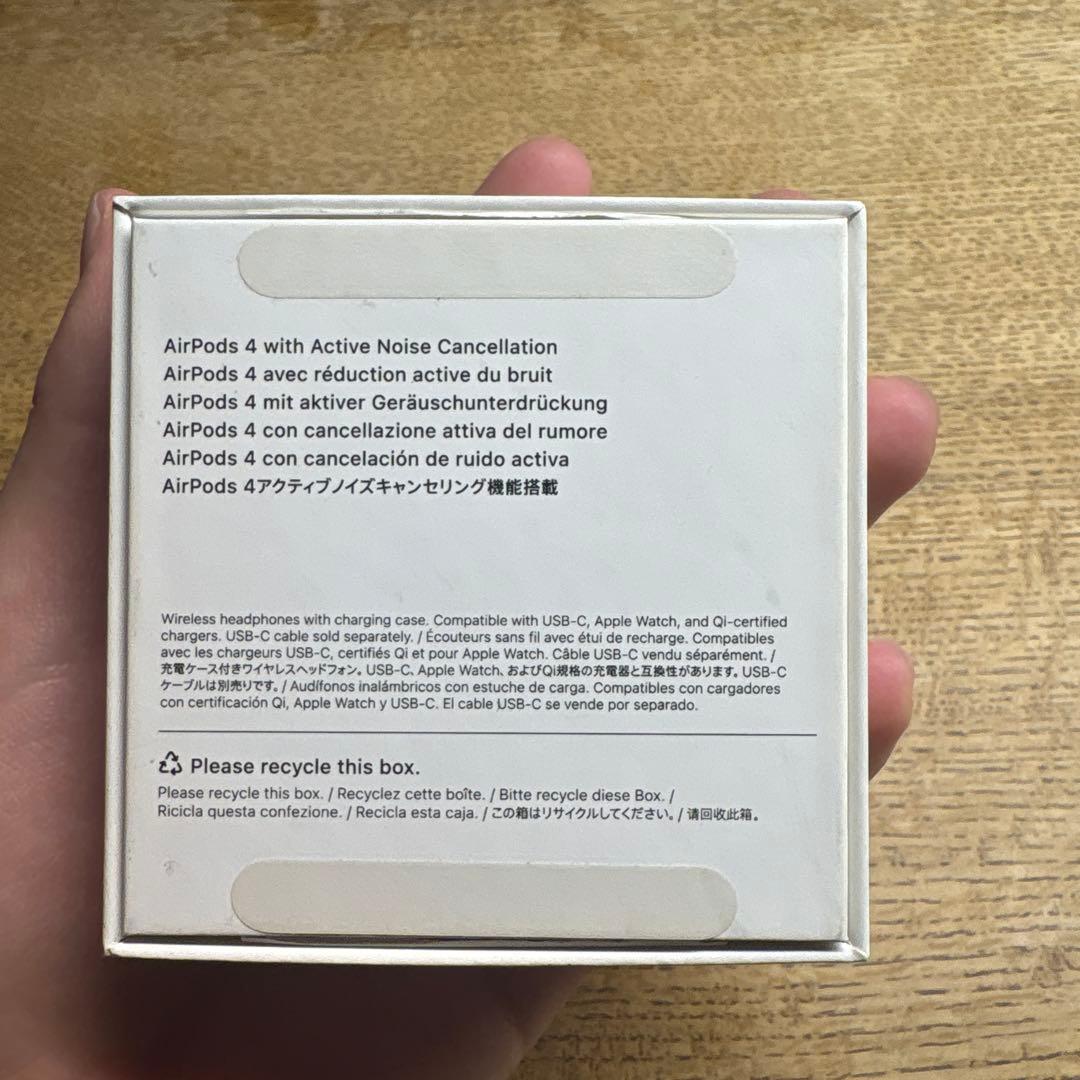 AirPods 4 with Active Noise Cancellation
AirPods 4 avec réduction active du bruit
AirPods 4 mit aktiver Geräuschunterdrückung
AirPods 4 con cancellazione attiva del rumore
AirPods 4 con cancelación de ruido activa
AirPods 4アクティブノイズキャンセリング機能搭載
Wireless headphones with charging case. Compatible with USB-C, Apple Watch, and Qi-certified
chargers. USB-C cable sold separately. / Écouteurs sans fil avec étui de recharge. Compatibles
avec les chargeurs USB-C, certifiés Qi et pour Apple Watch. Câble USB-C vendu séparément. /
充電ケース付きワイヤレスヘッドフォン。USB-C、Apple Watch、およびQi規格の充電器と互換性があります。USB-C
ケーブルは別売りです。/ Audífonos inalámbricos con estuche de carga. Compatibles con cargadores
con certificación Qi, Apple Watch y USB-C. El cable USB-C se vende por separado.
Please recycle this box.
Please recycle this box. / Recyclez cette boîte. / Bitte recycle diese Box. /
Ricicla questa confezione. / Recicla esta caja. / この箱はリサイクルしてください。/ 请回收此箱。